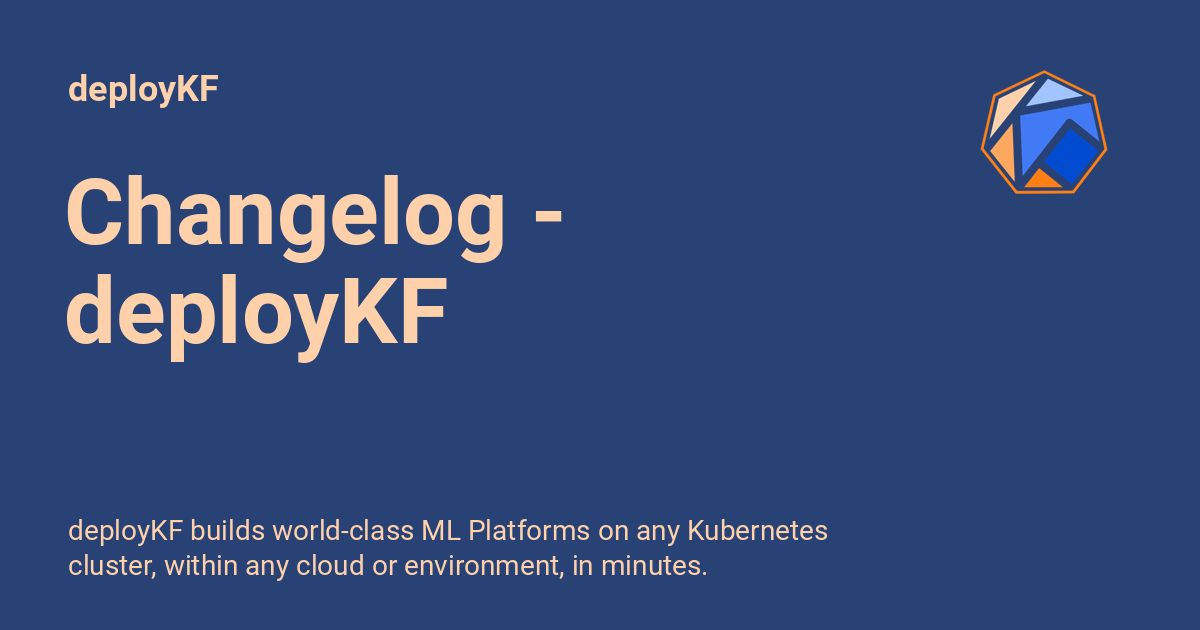 deployKF
Changelog -
deployKF
deployKF builds world-class ML Platforms on any Kubernetes
cluster, within any cloud or environment, in minutes.